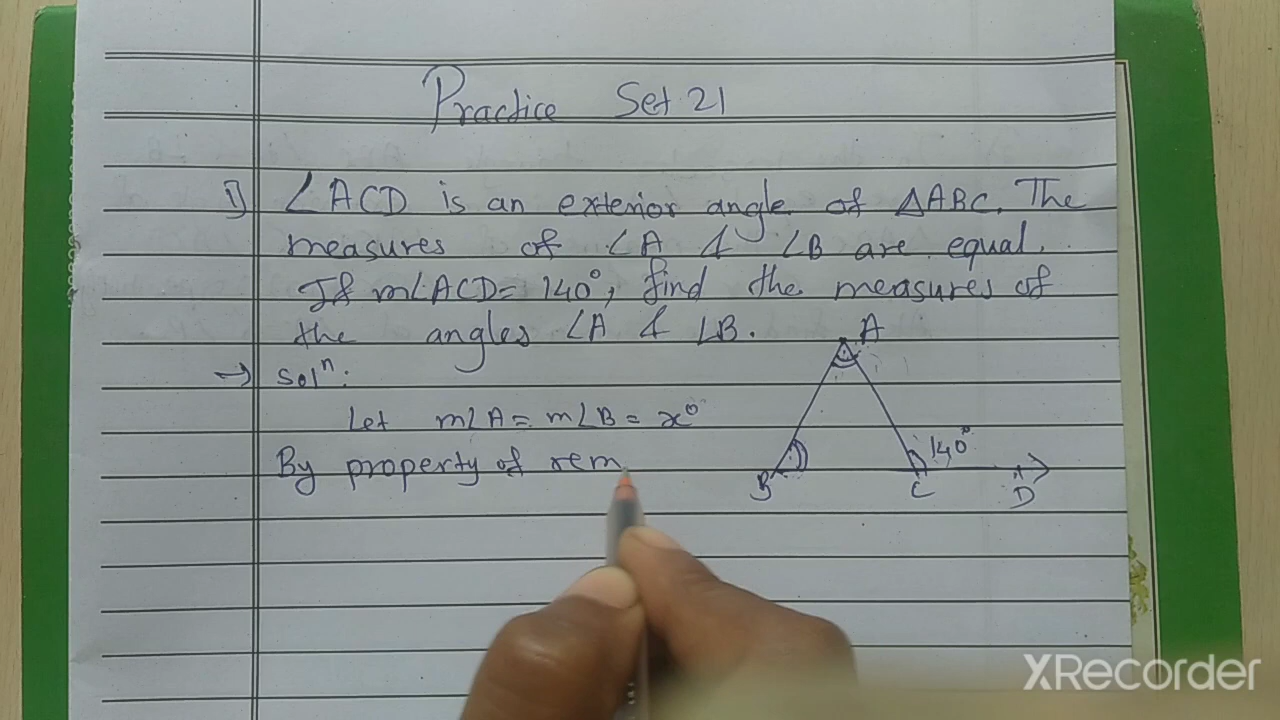 Practice Set 21
1) ∠ACD is an exterior angle of △ABC. The
measures of ∠A & ∠B are equal.
If m∠ACD = 140°, find the measures of
the angles ∠A & ∠B.
→ Solⁿ:
Let m∠A = m∠B = x°
By property of rem
A
140°
B
C
D
XRecorder